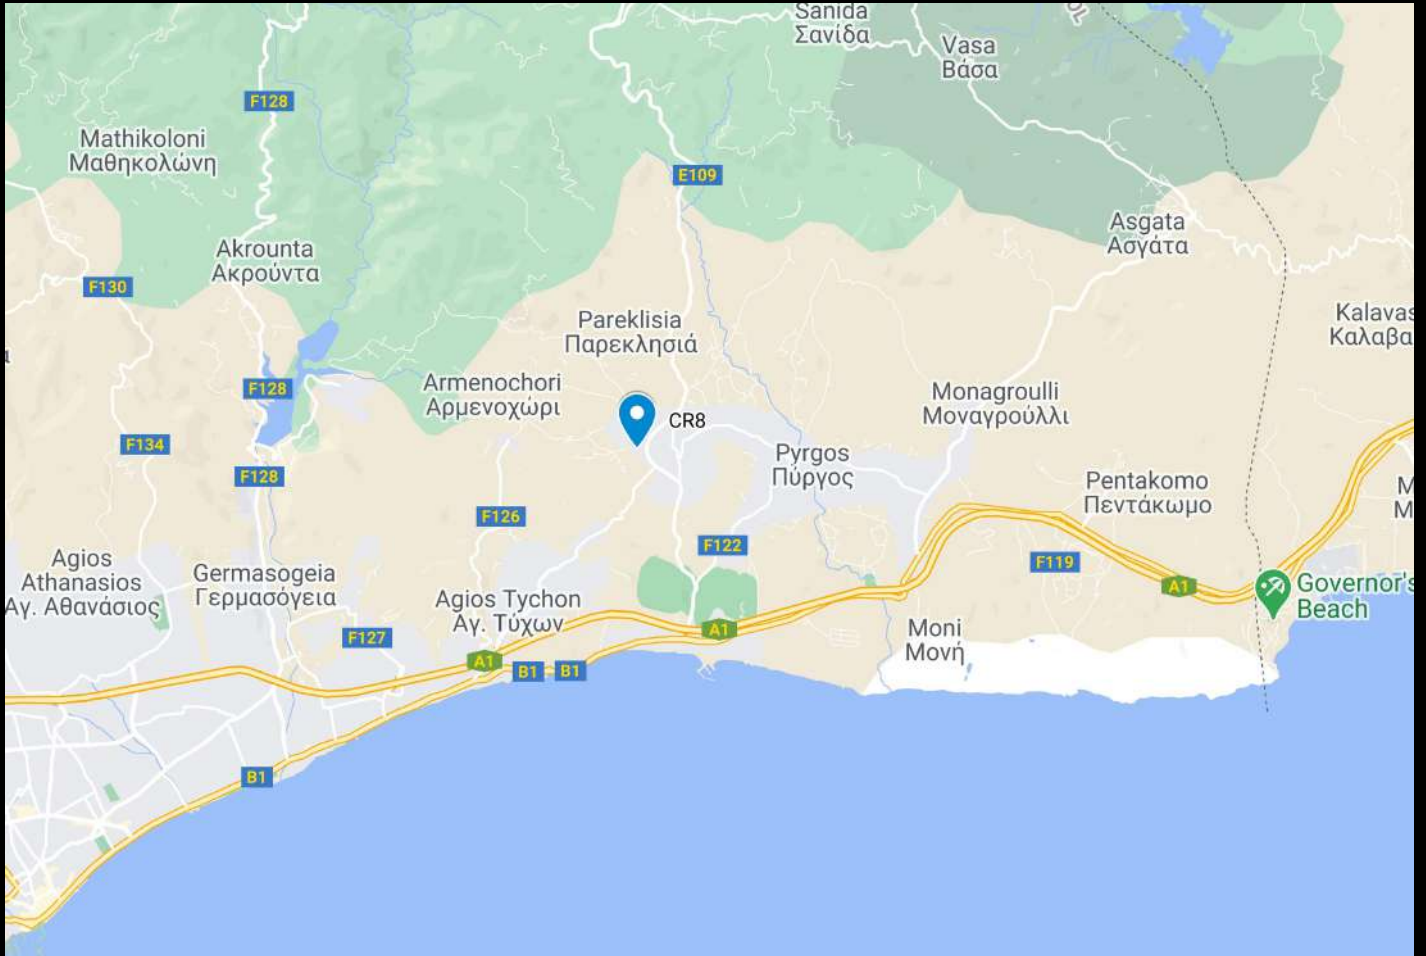 Sanida
Σανίδα
Vasa
Βάσα
F128
Mathikoloni
Μαθηκολώνη
E109
Asgata
Ασγάτα
Akrounta
Ακρούντα
F130
Pareklisia
Παρεκλησιά
Kalavas
Καλαβα
F128
Armenochori
Αρμενοχώρι
Monagroulli
Μοναγρούλλι
CR8
F134
Pyrgos
Πύργος
F128
Pentakomo
Πεντάκωμο
M
Μ
F126
F122
F119
Agios
Athanasios
Αγ. Αθανάσιος
Germasogeia
Γερμασόγεια
A1
Governor's
Beach
Agios Tychon
Αγ. Τύχων
F127
A1
Moni
Μονή
A1
B1
B1
B1